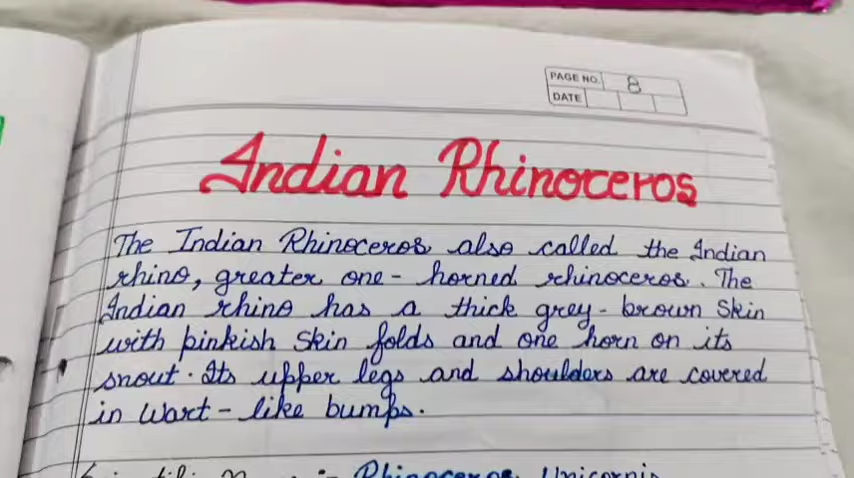 PAGE NO. 8
DATE
Indian Rhinoceros
The Indian Rhinoceros also called the Indian
rhino, greater one - horned rhinoceros. The
Indian rhino has a thick grey - brown Skin
with pinkish Skin folds and one horn on its
snout. Its upper legs and shoulders are covered
in Wart - like bumps.
Rhinoceros Unicornis